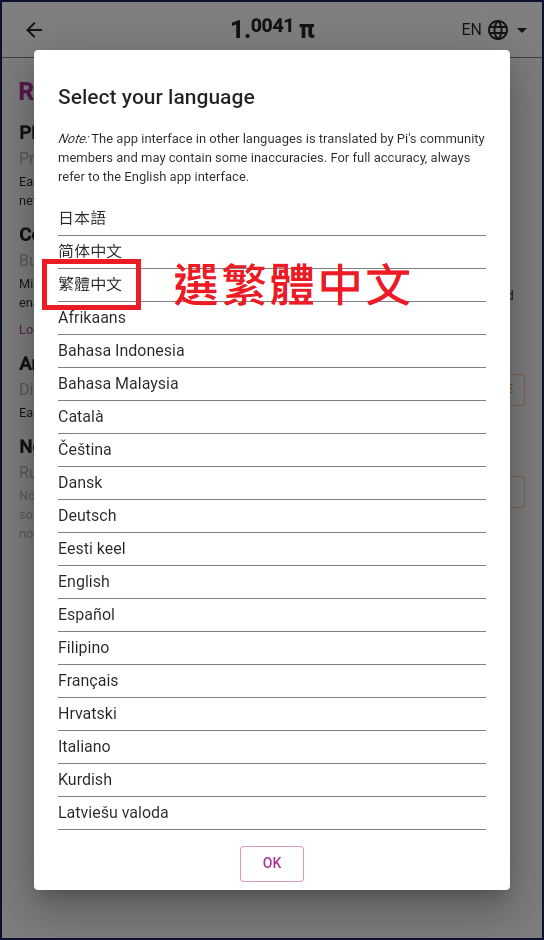 1.0041 π
EN
Select your language
Note: The app interface in other languages is translated by Pi's community
members and may contain some inaccuracies. For full accuracy, always
refer to the English app interface.
日本語
简体中文
繁體中文
選繁體中文
Afrikaans
Bahasa Indonesia
Bahasa Malaysia
Català
Čeština
Dansk
Deutsch
Eesti keel
English
Español
Filipino
Français
Hrvatski
Italiano
Kurdish
Latviešu valoda
OK